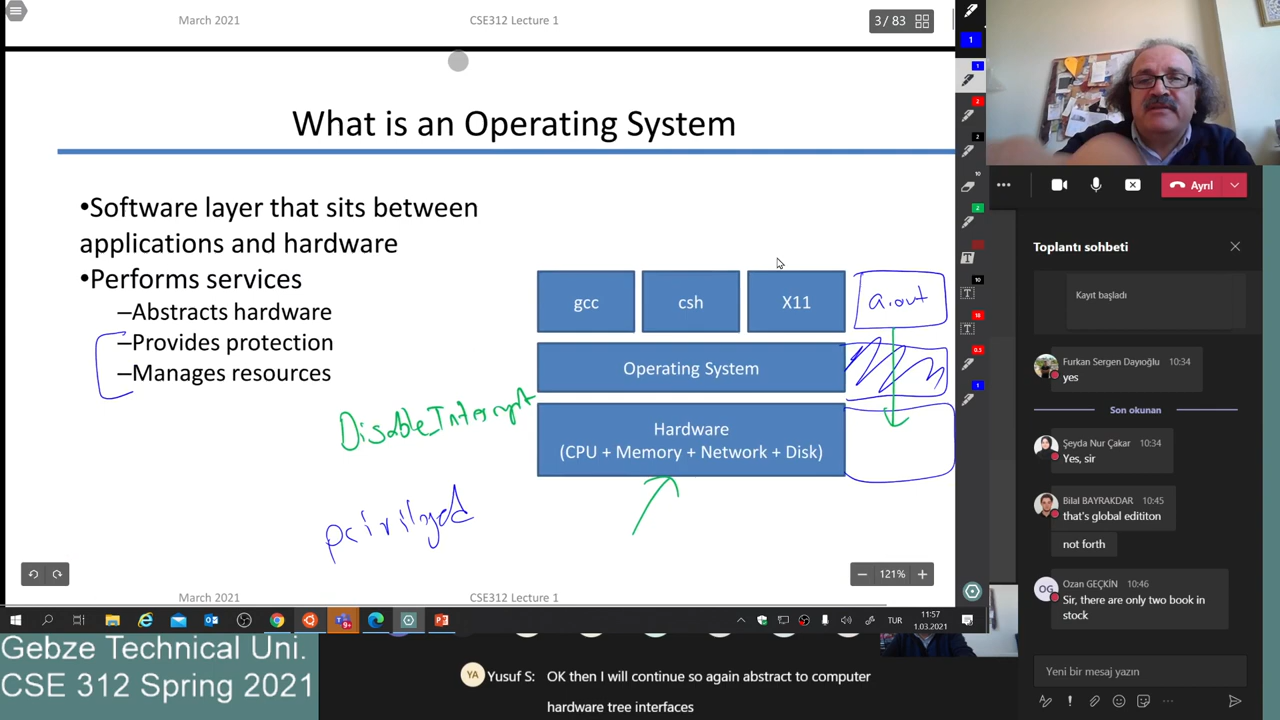 March 2021
CSE312 Lecture 1
3 / 83
What is an Operating System
•Software layer that sits between
applications and hardware
•Performs services
–Abstracts hardware
–Provides protection
–Manages resources
gcc
csh
X11
a.out
Operating System
Disable_Interrupt
Hardware
(CPU + Memory + Network + Disk)
121%
March 2021
CSE312 Lecture 1
Ayrıl
Toplantı sohbeti
Kayıt başladı
Furkan Sergen Dayıoğlu 10:34
yes
Son okunan
Şeyda Nur Çakar 10:34
Yes, sir
Bilal BAYRAKDAR 10:45
that's global edititon
not forth
OG
Ozan GEÇKİN 10:46
Sir, there are only two book in
stock
Yeni bir mesaj yazın
TUR
11:57
1.03.2021
Gebze Technical Uni.
CSE 312 Spring 2021
YA
Yusuf S: OK then I will continue so again abstract to computer
hardware tree interfaces